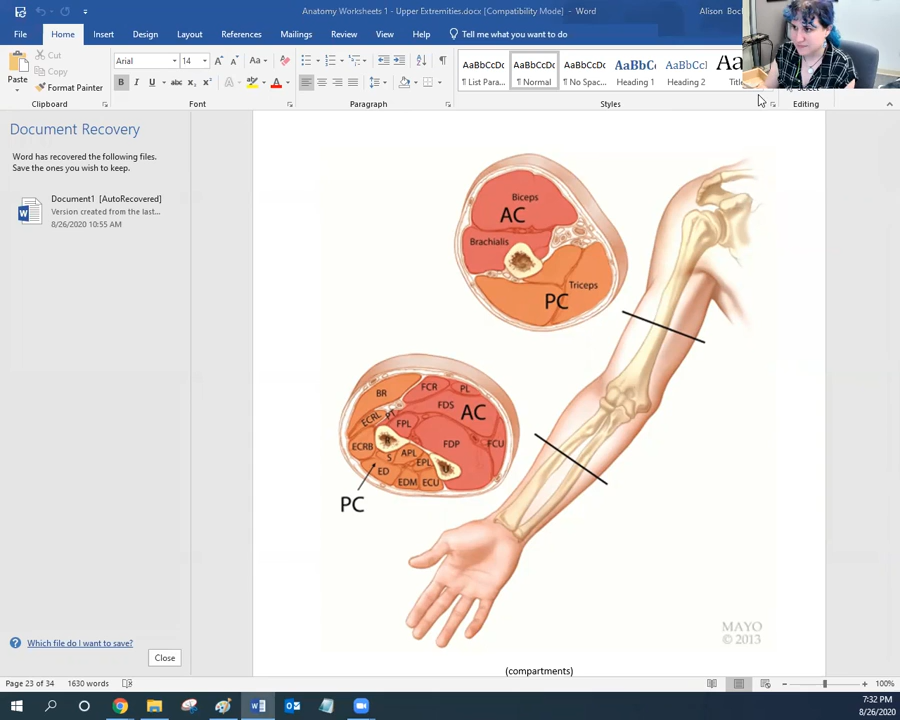 Anatomy Worksheets 1 - Upper Extremities.docx [Compatibility Mode] - Word
Alison
File Home Insert Design Layout References Mailings Review View Help Tell me what you want to do
Cut
Copy
Format Painter
Paste
Arial 14
Aa
B I U abc X₂ X² A
AaBbCcDc AaBbCcDc AaBbCcDc AaBbCc AaBbCcD
¶ List Para... ¶ Normal ¶ No Spac... Heading 1 Heading 2
Clipboard Font Paragraph Styles Editing
Document Recovery
Word has recovered the following files.
Save the ones you wish to keep.
Document1 [AutoRecovered]
Version created from the last...
8/26/2020 10:55 AM
Which file do I want to save?
Close
Biceps
AC
Brachialis
Triceps
PC
BR
FCR
PL
ECRL
PT
FDS
AC
FPL
ECRB
FDP
FCU
S
APL
EPL
ED
EDM
ECU
PC
MAYO
© 2013
(compartments)
Page 23 of 34 1630 words
100%
7:32 PM
8/26/2020